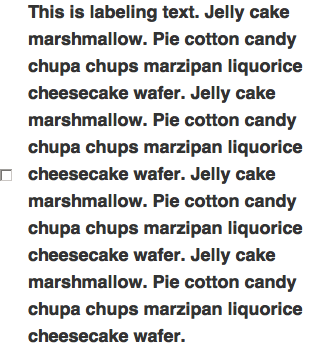 This is labeling text. Jelly cake
marshmallow. Pie cotton candy
chupa chups marzipan liquorice
cheesecake wafer. Jelly cake
marshmallow. Pie cotton candy
chupa chups marzipan liquorice
cheesecake wafer. Jelly cake
marshmallow. Pie cotton candy
chupa chups marzipan liquorice
cheesecake wafer. Jelly cake
marshmallow. Pie cotton candy
chupa chups marzipan liquorice
cheesecake wafer.